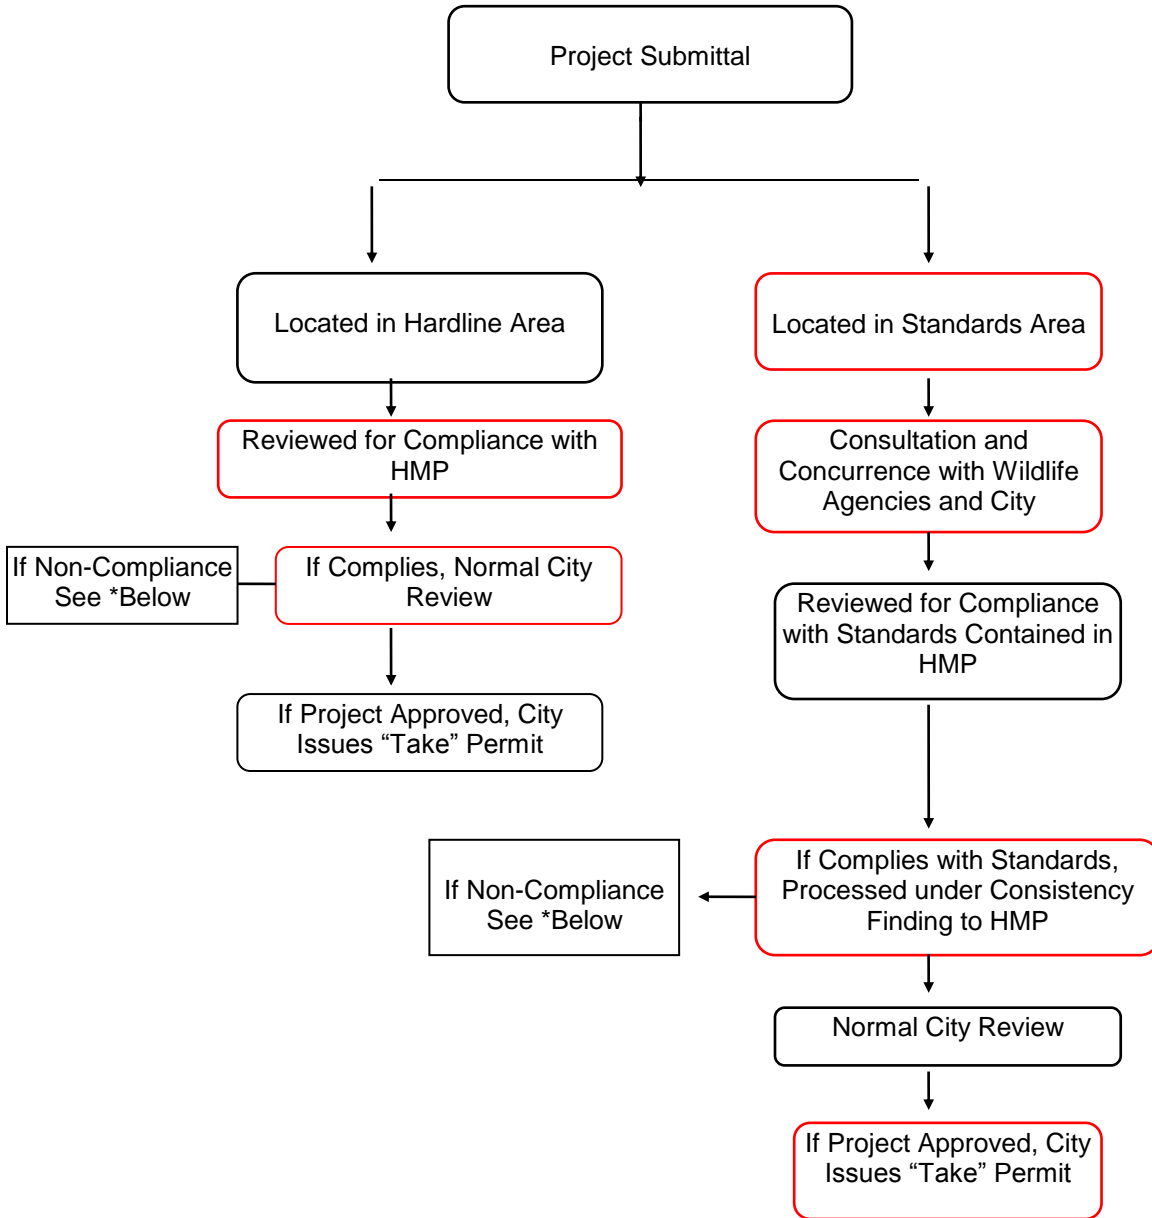 Project Submittal
Located in Hardline Area
Located in Standards Area
Reviewed for Compliance with
HMP
Consultation and
Concurrence with Wildlife
Agencies and City
If Non-Compliance
See *Below
If Complies, Normal City
Review
Reviewed for Compliance
with Standards Contained in
HMP
If Project Approved, City
Issues “Take” Permit
If Non-Compliance
See *Below
If Complies with Standards,
Processed under Consistency
Finding to HMP
Normal City Review
If Project Approved, City
Issues “Take” Permit